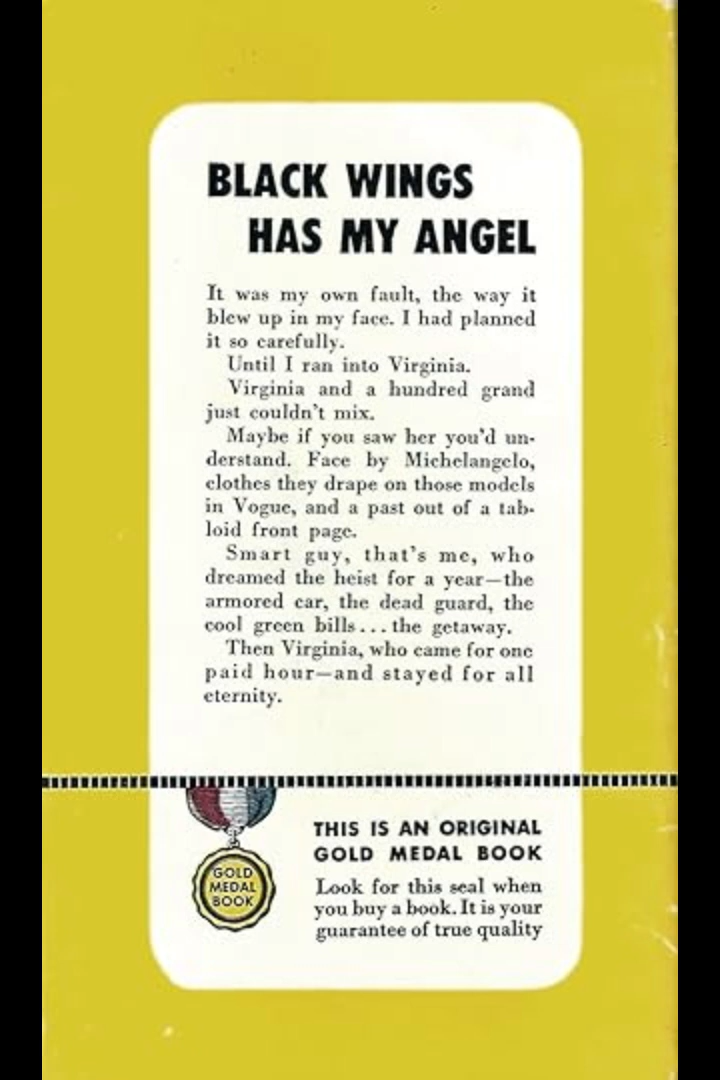 BLACK WINGS
HAS MY ANGEL
It was my own fault, the way it
blew up in my face. I had planned
it so carefully.
Until I ran into Virginia.
Virginia and a hundred grand
just couldn't mix.
Maybe if you saw her you'd un-
derstand. Face by Michelangelo,
clothes they drape on those models
in Vogue, and a past out of a tab-
loid front page.
Smart guy, that's me, who
dreamed the heist for a year—the
armored car, the dead guard, the
cool green bills...the getaway.
Then Virginia, who came for one
paid hour—and stayed for all
eternity.
GOLD
MEDAL
BOOK
THIS IS AN ORIGINAL
GOLD MEDAL BOOK
Look for this seal when
you buy a book. It is your
guarantee of true quality